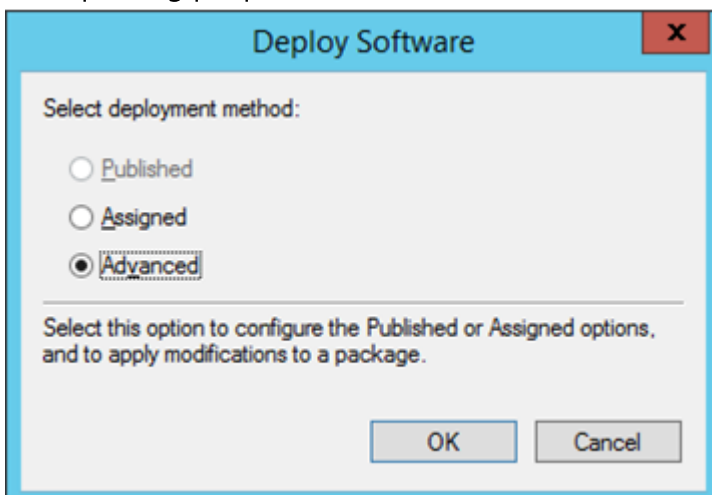 Deploy Software
x
Select deployment method:
Published
Assigned
Advanced
Select this option to configure the Published or Assigned options,
and to apply modifications to a package.
OK Cancel